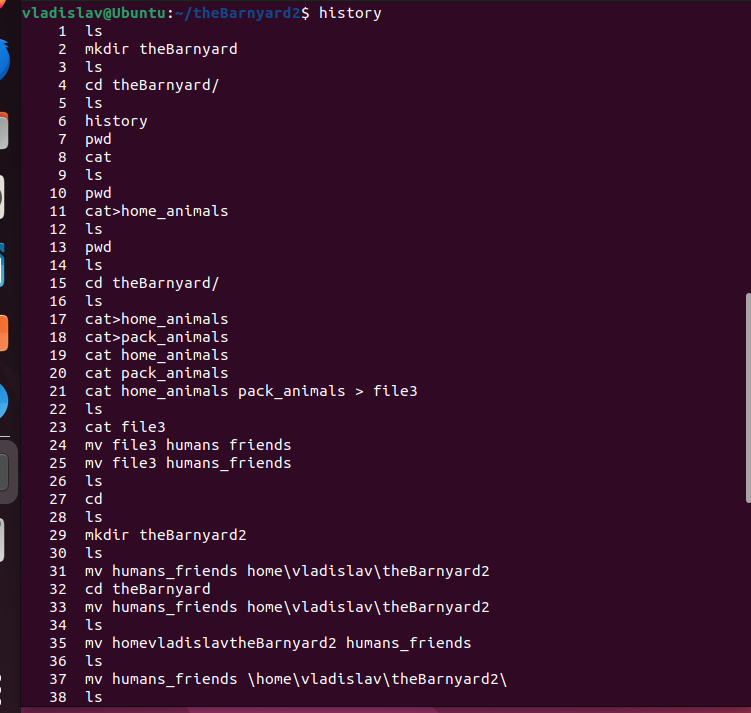 vladislav@Ubuntu:~/theBarnyard2$ history
1 ls
2 mkdir theBarnyard
3 ls
4 cd theBarnyard/
5 ls
6 history
7 pwd
8 cat
9 ls
10 pwd
11 cat>home_animals
12 ls
13 pwd
14 ls
15 cd theBarnyard/
16 ls
17 cat>home_animals
18 cat>pack_animals
19 cat home_animals
20 cat pack_animals
21 cat home_animals pack_animals > file3
22 ls
23 cat file3
24 mv file3 humans friends
25 mv file3 humans_friends
26 ls
27 cd
28 ls
29 mkdir theBarnyard2
30 ls
31 mv humans_friends home\vladislav\theBarnyard2
32 cd theBarnyard
33 mv humans_friends home\vladislav\theBarnyard2
34 ls
35 mv homevladislavtheBarnyard2 humans_friends
36 ls
37 mv humans_friends \home\vladislav\theBarnyard2\
38 ls